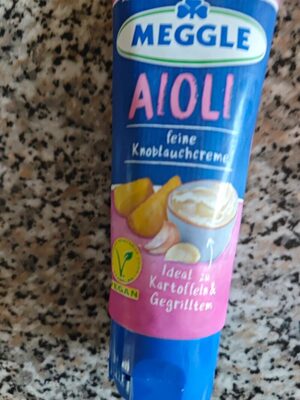 MEGGLE
AIOLI
feine
Knoblauchcreme
Ideal zu
Kartoffeln &
Gegrilltem
VEGAN